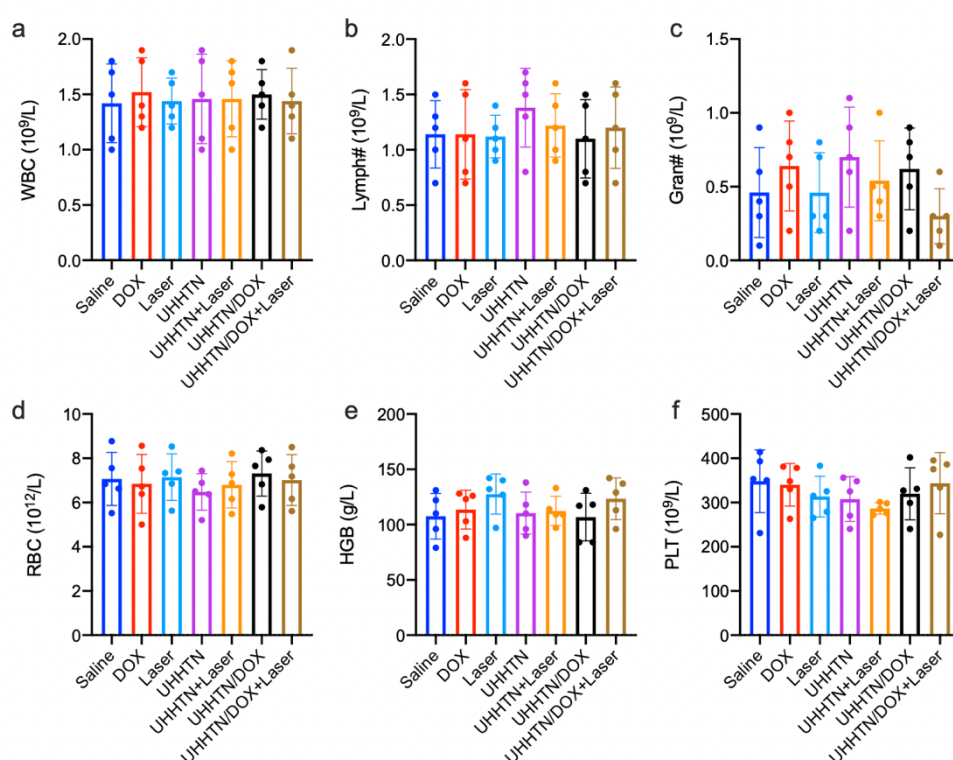 a
WBC (10⁹/L)
2.0
1.5
1.0
0.5
0.0
Saline
DOX
Laser
UHHTN
UHHTN+Laser
UHHTN/DOX
UHHTN/DOX+Laser
b
Lymph# (10⁹/L)
2.0
1.5
1.0
0.5
0.0
Saline
DOX
Laser
UHHTN
UHHTN+Laser
UHHTN/DOX
UHHTN/DOX+Laser
c
Gran# (10⁹/L)
1.5
1.0
0.5
0.0
Saline
DOX
Laser
UHHTN
UHHTN+Laser
UHHTN/DOX
UHHTN/DOX+Laser
d
RBC (10¹²/L)
10
8
6
4
2
0
Saline
DOX
Laser
UHHTN
UHHTN+Laser
UHHTN/DOX
UHHTN/DOX+Laser
e
HGB (g/L)
200
150
100
50
0
Saline
DOX
Laser
UHHTN
UHHTN+Laser
UHHTN/DOX
UHHTN/DOX+Laser
f
PLT (10⁹/L)
500
400
300
200
100
0
Saline
DOX
Laser
UHHTN
UHHTN+Laser
UHHTN/DOX
UHHTN/DOX+Laser